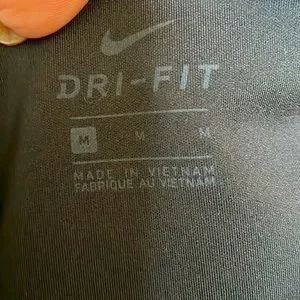 DRI-FIT
M M M
MADE IN VIETNAM
FABRIQUE AU VIETNAM